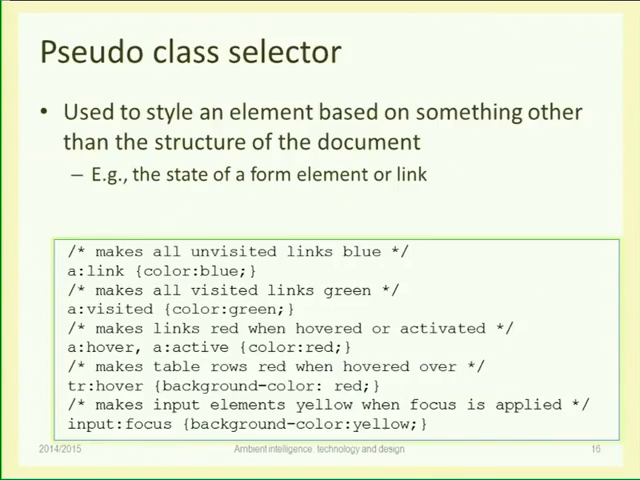 Pseudo class selector
• Used to style an element based on something other
than the structure of the document
– E.g., the state of a form element or link
/* makes all unvisited links blue */
a:link {color:blue;}
/* makes all visited links green */
a:visited {color:green;}
/* makes links red when hovered or activated */
a:hover, a:active {color:red;}
/* makes table rows red when hovered over */
tr:hover {background-color: red;}
/* makes input elements yellow when focus is applied */
input:focus {background-color:yellow;}
2014/2015 Ambient intelligence: technology and design 16